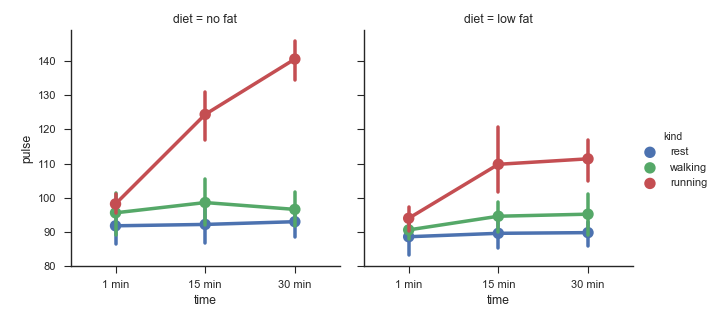 diet = no fat
diet = low fat
pulse
140
130
120
110
100
90
80
1 min
15 min
30 min
time
1 min
15 min
30 min
time
kind
rest
walking
running